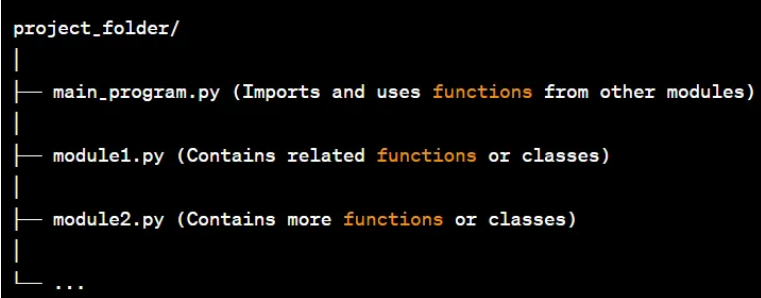 project_folder/
│
├── main_program.py (Imports and uses functions from other modules)
│
├── module1.py (Contains related functions or classes)
│
├── module2.py (Contains more functions or classes)
│
└── ...